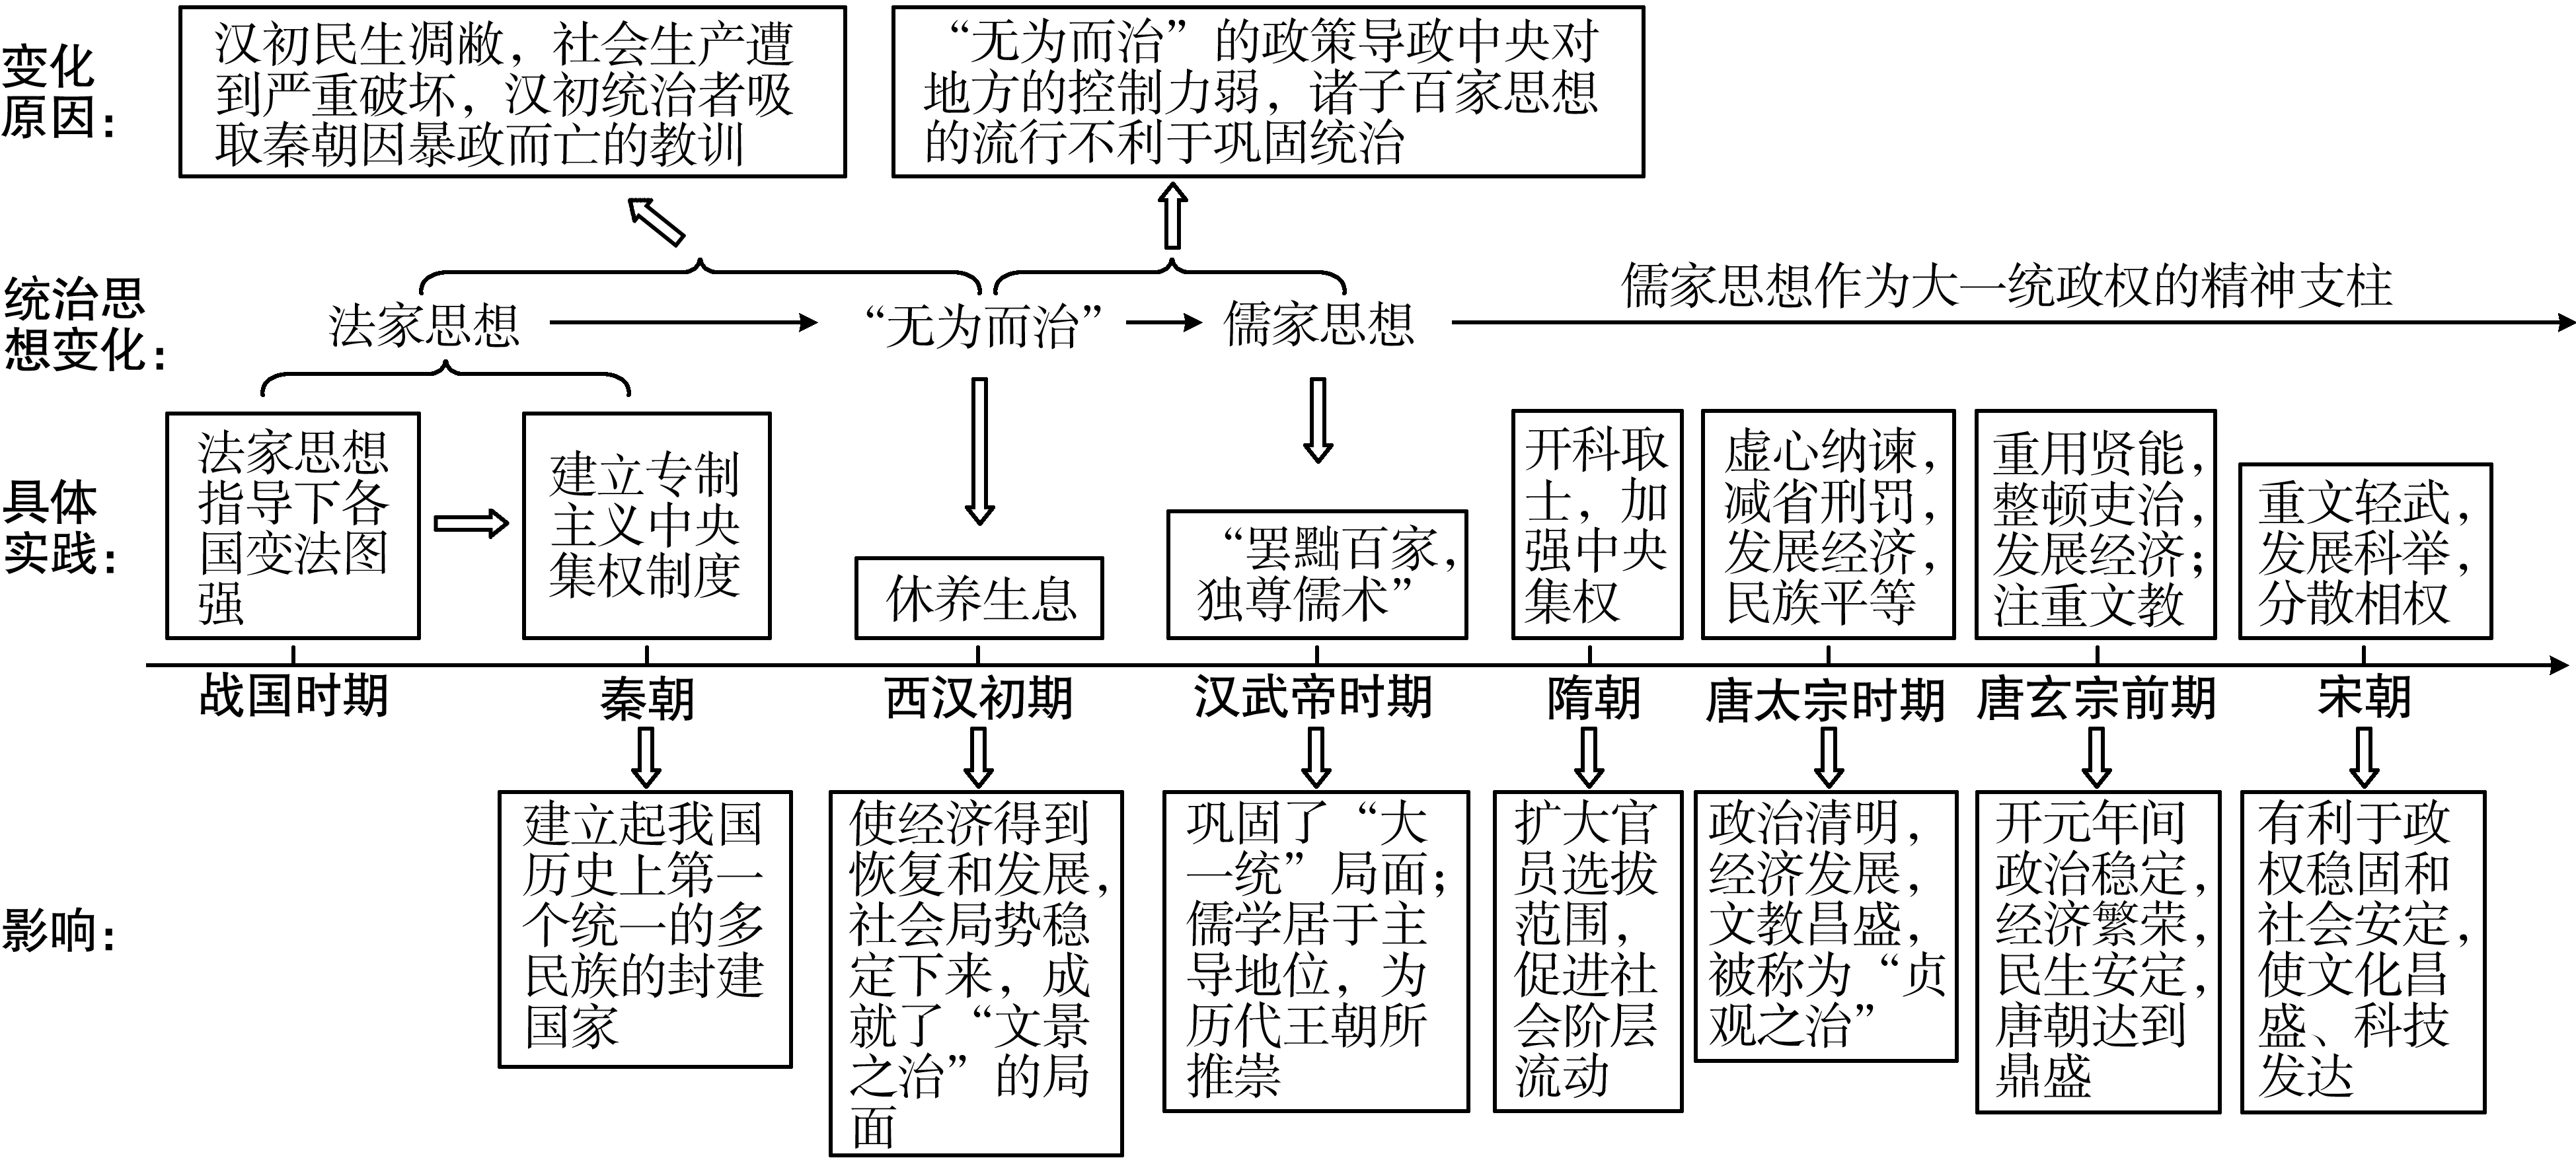 变化
原因：
汉初民生凋敝，社会生产遭
到严重破坏，汉初统治者吸
取秦朝因暴政而亡的教训
“无为而治”的政策导政中央对
地方的控制力弱，诸子百家思想
的流行不利于巩固统治
统治思
想变化：
法家思想
“无为而治”
儒家思想
儒家思想作为大一统政权的精神支柱
具体
实践：
法家思想
指导下各
国变法图
强
建立专制
主义中央
集权制度
休养生息
“罢黜百家，
独尊儒术”
开科取
士，加
强中央
集权
虚心纳谏，
减省刑罚，
发展经济，
民族平等
重用贤能，
整顿吏治，
发展经济；
注重文教
重文轻武，
发展科举，
分散相权
战国时期
秦朝
西汉初期
汉武帝时期
隋朝
唐太宗时期
唐玄宗前期
宋朝
影响：
建立起我国
历史上第一
个统一的多
民族的封建
国家
使经济得到
恢复和发展，
社会局势稳
定下来，成
就了“文景
之治”的局
面
巩固了“大
一统”局面；
儒学居于主
导地位，为
历代王朝所
推崇
扩大官
员选拔
范围，
促进社
会阶层
流动
政治清明，
经济发展，
文教昌盛，
被称为“贞
观之治”
开元年间
政治稳定，
经济繁荣，
民生安定，
唐朝达到
鼎盛
有利于政
权稳固和
社会安定，
使文化昌
盛、科技
发达